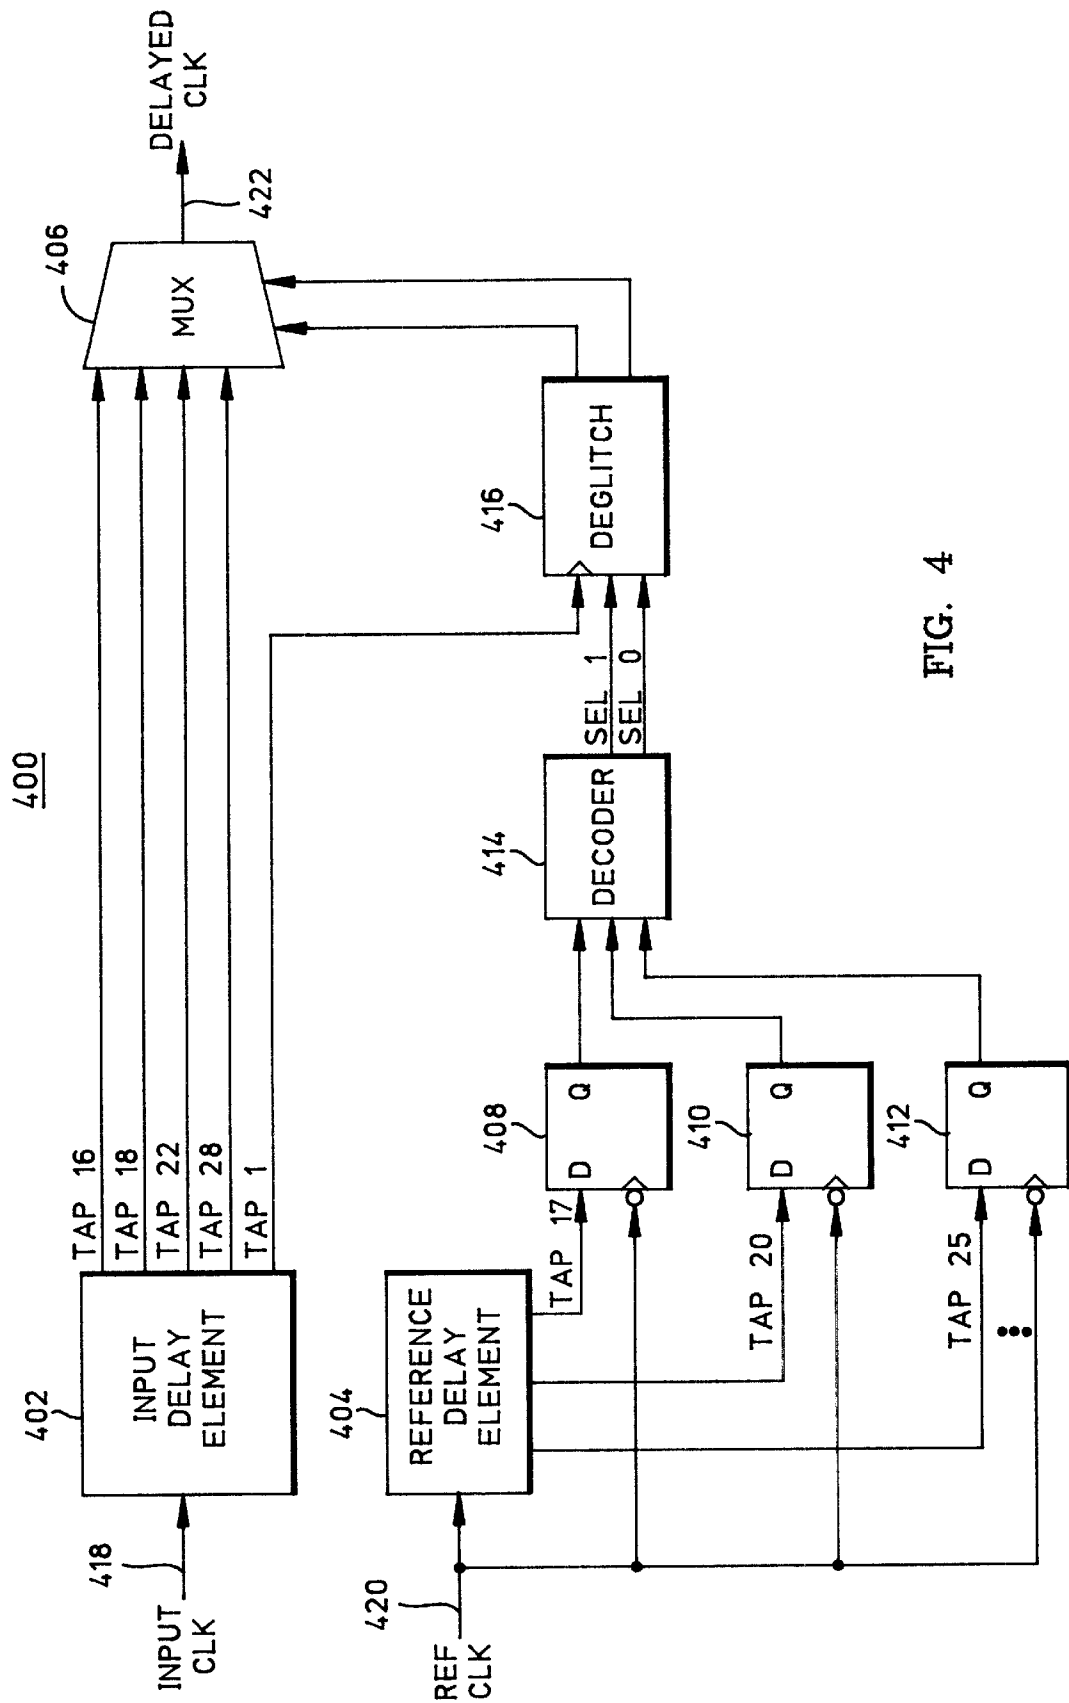 400
INPUT
CLK
418
402
INPUT
DELAY
ELEMENT
TAP 16
TAP 18
TAP 22
TAP 28
TAP 1
406
MUX
422
DELAYED
CLK
REF
CLK
420
404
REFERENCE
DELAY
ELEMENT
TAP 17
TAP 20
TAP 25
408
D Q
410
D Q
412
D Q
414
DECODER
SEL 1
SEL 0
416
DEGLITCH
FIG. 4